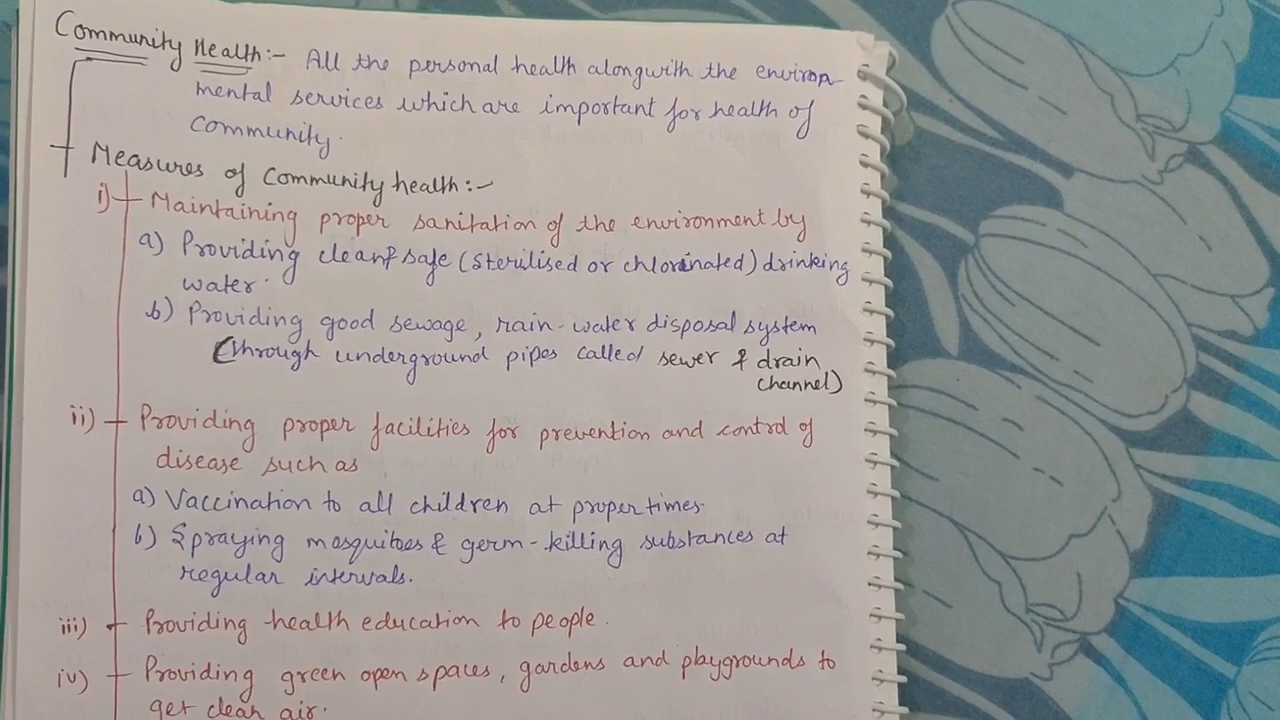 Community Health:- All the personal health alongwith the environ-
mental services which are important for health of
community.
Measures of Community health:-
i) Maintaining proper sanitation of the environment by
a) Providing clean & safe (sterilised or chlorinated) drinking
water.
b) Providing good sewage, rain-water disposal system
(through underground pipes called sewer & drain
channel)
ii) Providing proper facilities for prevention and control of
disease such as
a) Vaccination to all children at proper times.
b) Spraying mosquitoes & germ-killing substances at
regular intervals.
iii) Providing health education to people.
iv) Providing green open spaces, gardens and playgrounds to
get clean air.